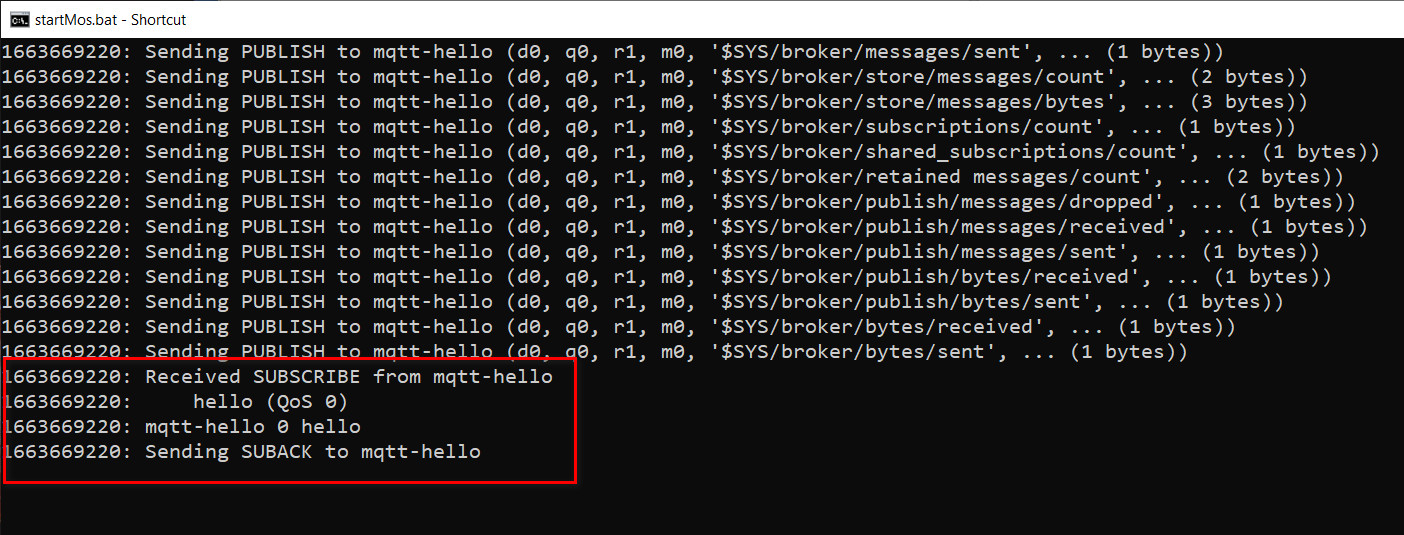 startMos.bat - Shortcut
1663669220: Sending PUBLISH to mqtt-hello (d0, q0, r1, m0, '$SYS/broker/messages/sent', ... (1 bytes))
1663669220: Sending PUBLISH to mqtt-hello (d0, q0, r1, m0, '$SYS/broker/store/messages/count', ... (2 bytes))
1663669220: Sending PUBLISH to mqtt-hello (d0, q0, r1, m0, '$SYS/broker/store/messages/bytes', ... (3 bytes))
1663669220: Sending PUBLISH to mqtt-hello (d0, q0, r1, m0, '$SYS/broker/subscriptions/count', ... (1 bytes))
1663669220: Sending PUBLISH to mqtt-hello (d0, q0, r1, m0, '$SYS/broker/shared_subscriptions/count', ... (1 bytes))
1663669220: Sending PUBLISH to mqtt-hello (d0, q0, r1, m0, '$SYS/broker/retained messages/count', ... (2 bytes))
1663669220: Sending PUBLISH to mqtt-hello (d0, q0, r1, m0, '$SYS/broker/publish/messages/dropped', ... (1 bytes))
1663669220: Sending PUBLISH to mqtt-hello (d0, q0, r1, m0, '$SYS/broker/publish/messages/received', ... (1 bytes))
1663669220: Sending PUBLISH to mqtt-hello (d0, q0, r1, m0, '$SYS/broker/publish/messages/sent', ... (1 bytes))
1663669220: Sending PUBLISH to mqtt-hello (d0, q0, r1, m0, '$SYS/broker/publish/bytes/received', ... (1 bytes))
1663669220: Sending PUBLISH to mqtt-hello (d0, q0, r1, m0, '$SYS/broker/publish/bytes/sent', ... (1 bytes))
1663669220: Sending PUBLISH to mqtt-hello (d0, q0, r1, m0, '$SYS/broker/bytes/received', ... (1 bytes))
1663669220: Sending PUBLISH to mqtt-hello (d0, q0, r1, m0, '$SYS/broker/bytes/sent', ... (1 bytes))
1663669220: Received SUBSCRIBE from mqtt-hello
1663669220:     hello (QoS 0)
1663669220: mqtt-hello 0 hello
1663669220: Sending SUBACK to mqtt-hello